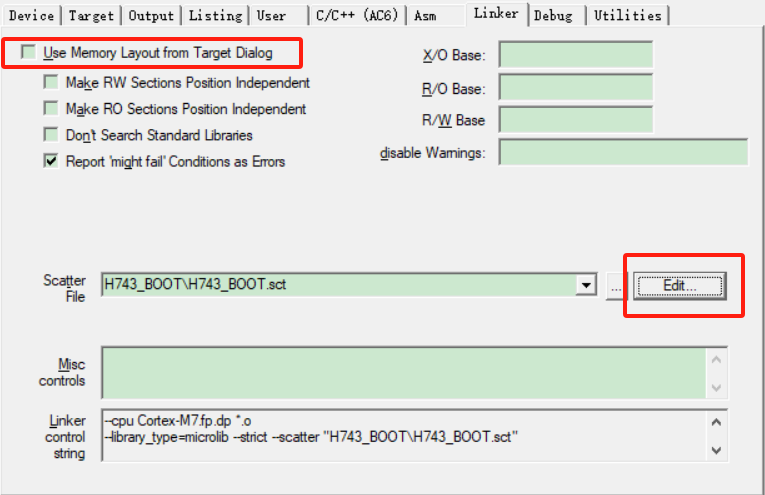 Device Target Output Listing User C/C++ (AC6) Asm Linker Debug Utilities
Use Memory Layout from Target Dialog
Make RW Sections Position Independent
Make RO Sections Position Independent
Don't Search Standard Libraries
Report 'might fail' Conditions as Errors
X/O Base:
R/O Base:
R/W Base
disable Warnings:
Scatter
File
H743_BOOT\H743_BOOT.sct
...
Edit...
Misc
controls
Linker
control
string
--cpu Cortex-M7.fp.dp *.o
--library_type=microlib --strict --scatter "H743_BOOT\H743_BOOT.sct"